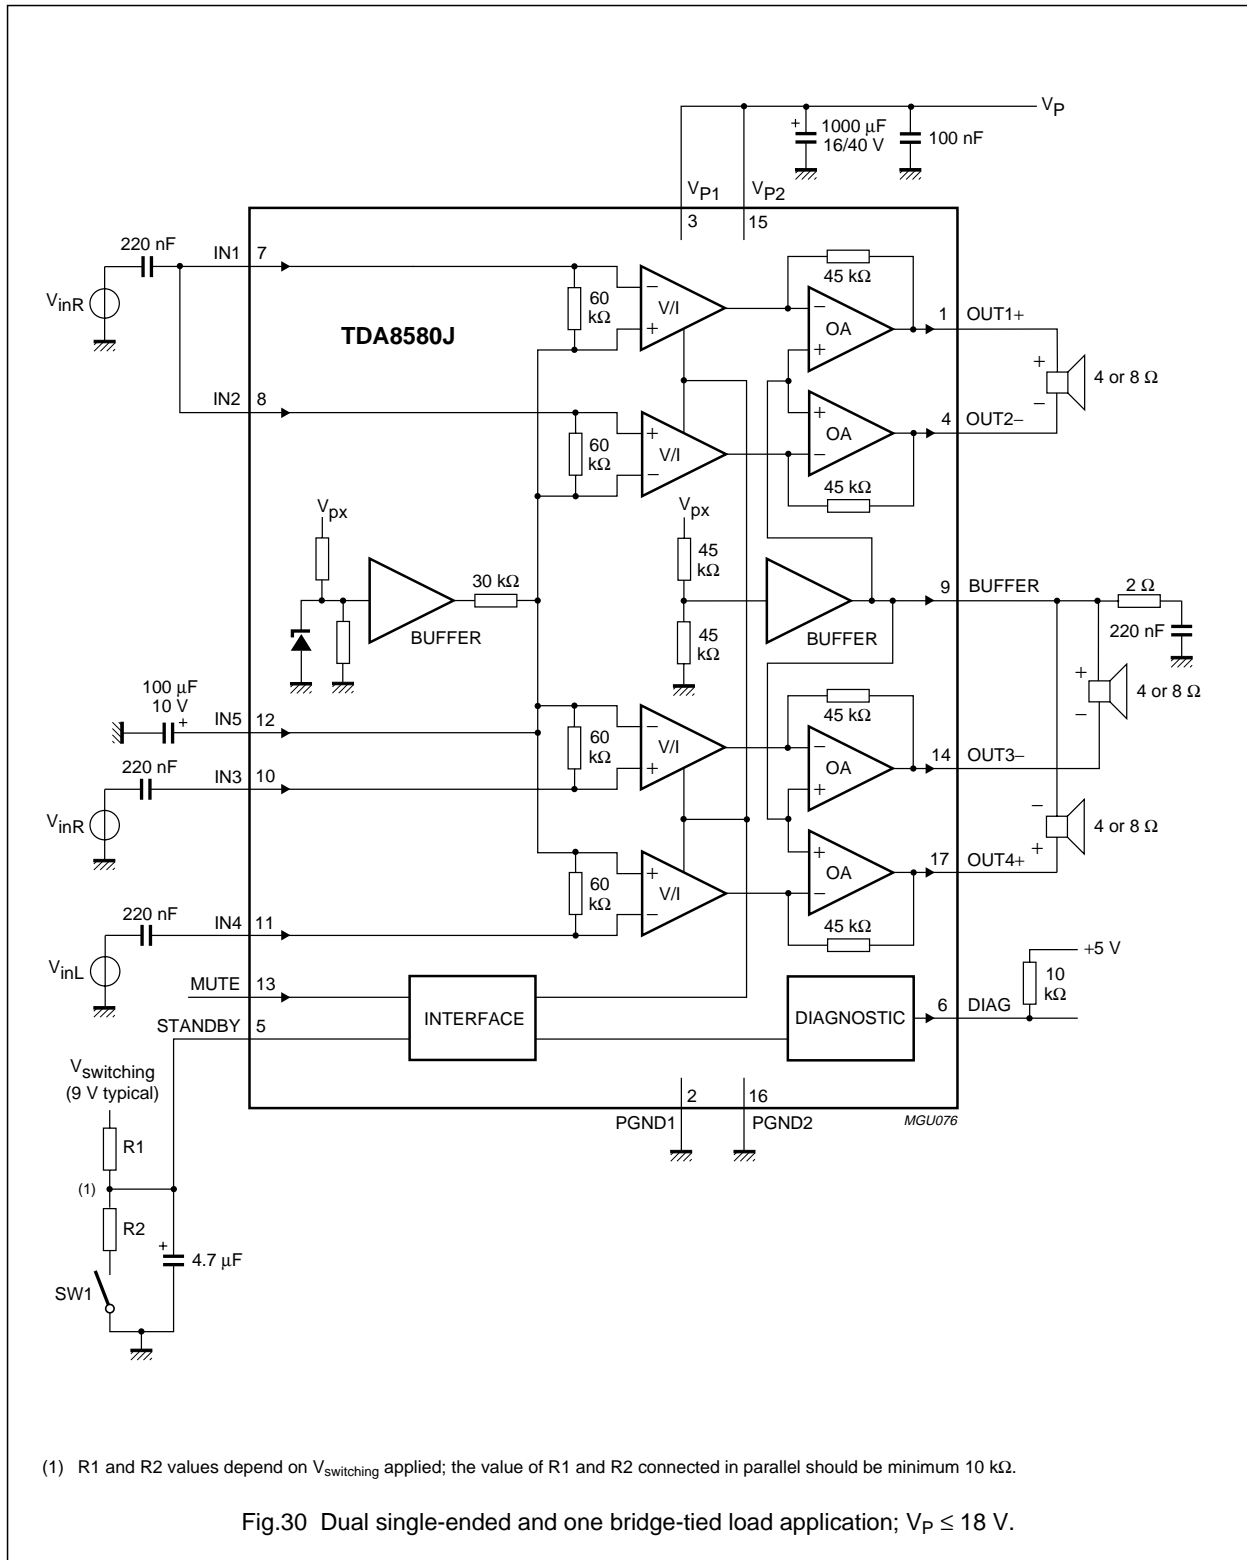 V_P
+ 1000 μF
16/40 V
100 nF
V_P1
V_P2
3
15
220 nF
IN1
7
V_inR
TDA8580J
60
kΩ
−
V/I
+
45 kΩ
−
OA
+
1
OUT1+
+
−
4 or 8 Ω
IN2
8
60
kΩ
+
V/I
−
+
OA
−
4
OUT2−
45 kΩ
V_px
BUFFER
30 kΩ
V_px
45
kΩ
45
kΩ
BUFFER
9
BUFFER
2 Ω
220 nF
+
−
4 or 8 Ω
100 μF
10 V
+
IN5
12
60
kΩ
−
V/I
+
45 kΩ
−
OA
+
14
OUT3−
220 nF
IN3
10
V_inR
−
+
4 or 8 Ω
60
kΩ
+
V/I
−
+
OA
−
17
OUT4+
45 kΩ
220 nF
IN4
11
V_inL
MUTE
13
STANDBY
5
INTERFACE
DIAGNOSTIC
6
DIAG
+5 V
10
kΩ
V_switching
(9 V typical)
R1
(1)
R2
+
4.7 μF
SW1
2
16
PGND1
PGND2
MGU076
(1) R1 and R2 values depend on V_switching applied; the value of R1 and R2 connected in parallel should be minimum 10 kΩ.
Fig.30 Dual single-ended and one bridge-tied load application; V_P ≤ 18 V.